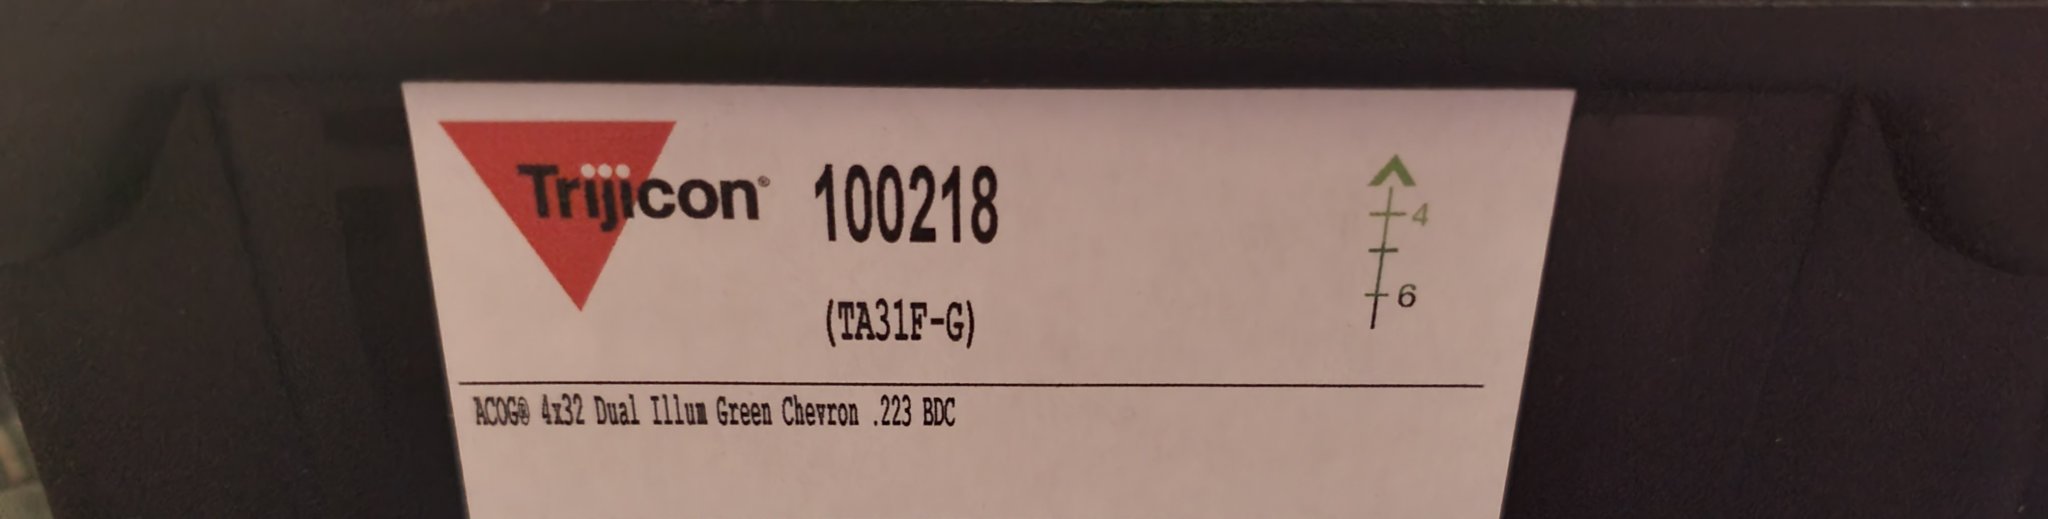 Trijicon® 100218
(TA31F-G)
4
6
ACOG® 4x32 Dual Illum Green Chevron .223 BDC